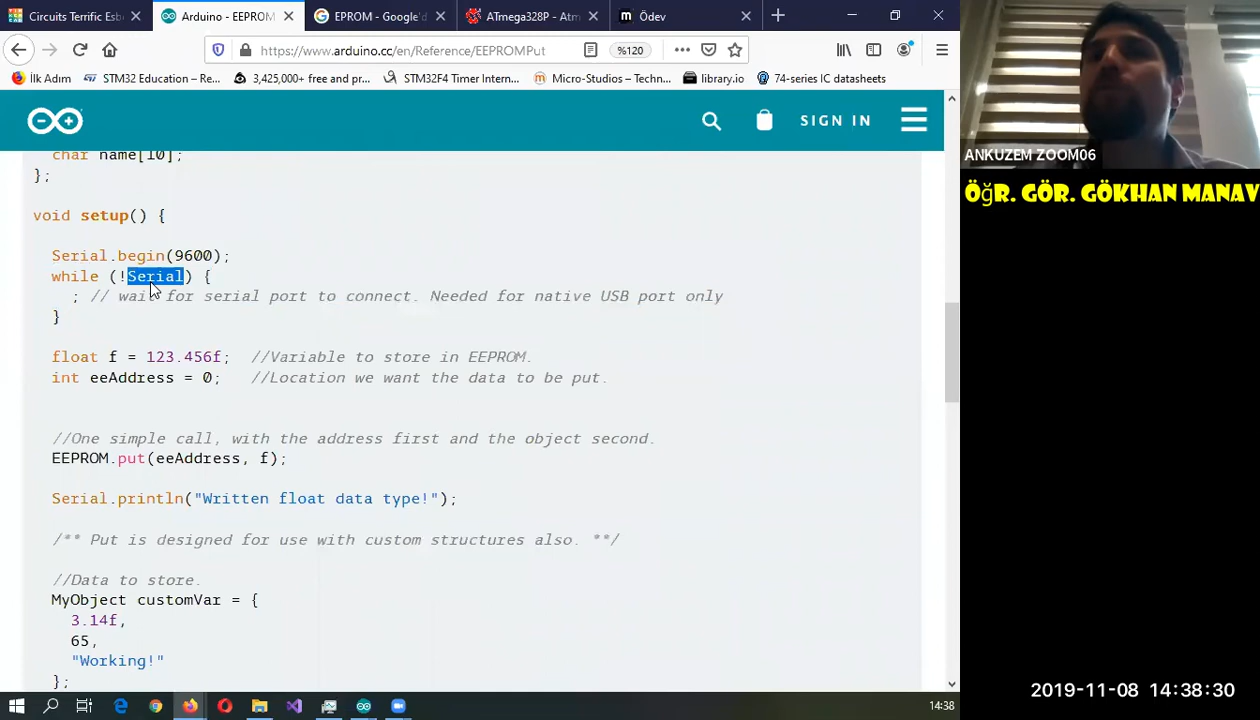 Circuits Terrific Esb
Arduino - EEPROM
EPROM - Google'd
ATmega328P - Atm
Ödev
https://www.arduino.cc/en/Reference/EEPROMPut
%120
İlk Adım
STM32 Education - Re...
3,425,000+ free and pr...
STM32F4 Timer Intern...
Micro-Studios – Techn...
library.io
74-series IC datasheets
SIGN IN
char name[10];
};
void setup() {
Serial.begin(9600);
while (!Serial) {
; // wait for serial port to connect. Needed for native USB port only
}
float f = 123.456f;  //Variable to store in EEPROM.
int eeAddress = 0;   //Location we want the data to be put.
//One simple call, with the address first and the object second.
EEPROM.put(eeAddress, f);
Serial.println("Written float data type!");
/** Put is designed for use with custom structures also. **/
//Data to store.
MyObject customVar = {
3.14f,
65,
"Working!"
};
14:38
ANKUZEM ZOOM06
ÖğR. GÖR. GÖKHAN MANAV
2019-11-08 14:38:30